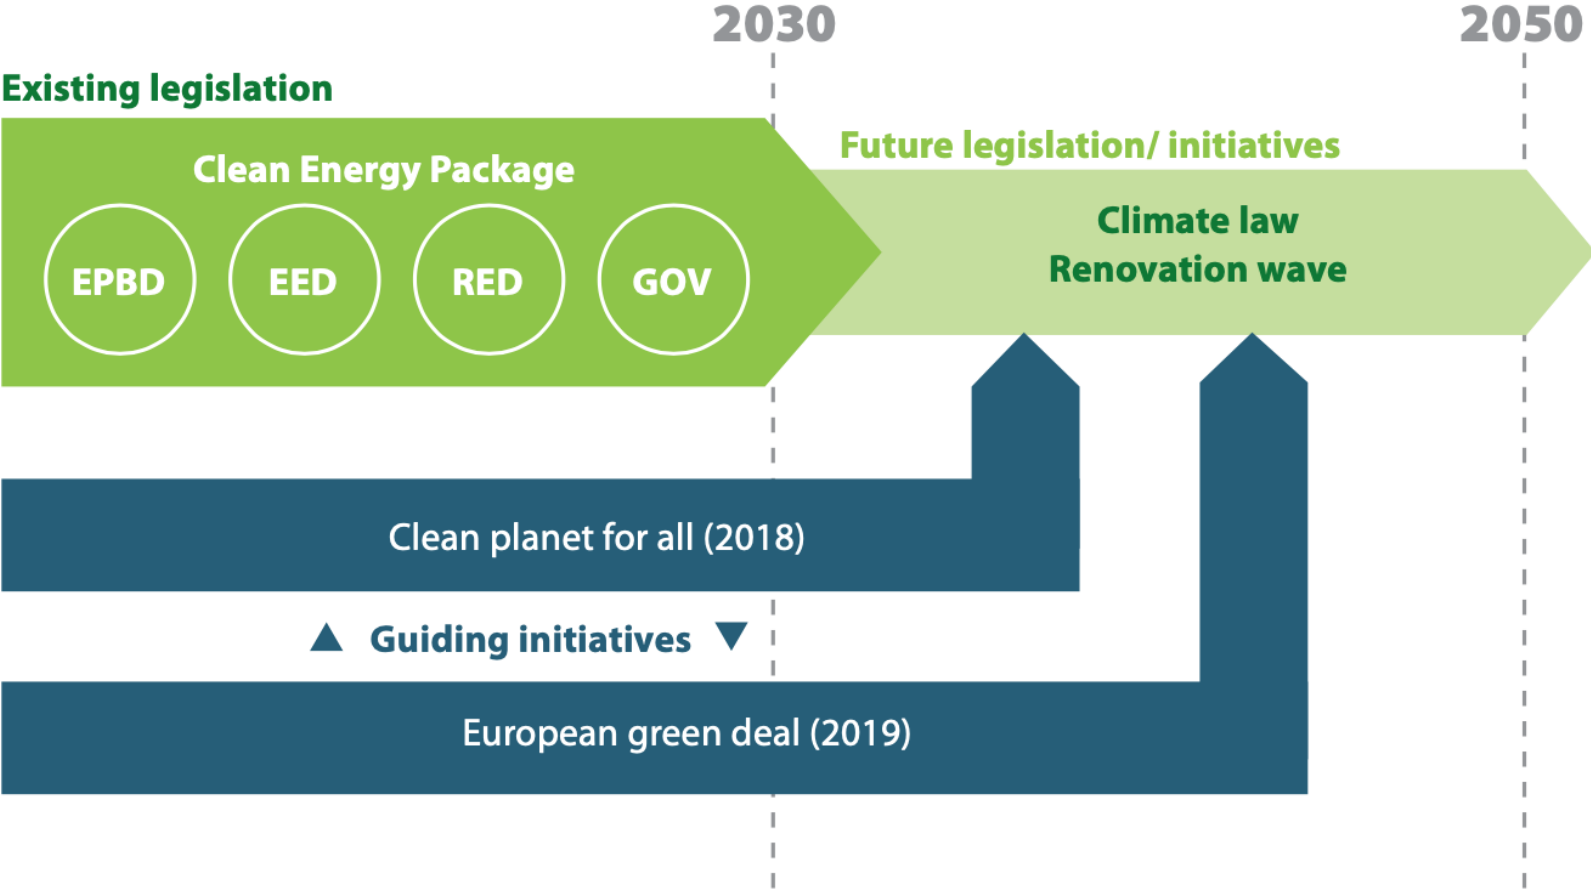 2030
2050
Existing legislation
Clean Energy Package
EPBD
EED
RED
GOV
Future legislation/ initiatives
Climate law
Renovation wave
Clean planet for all (2018)
Guiding initiatives
European green deal (2019)